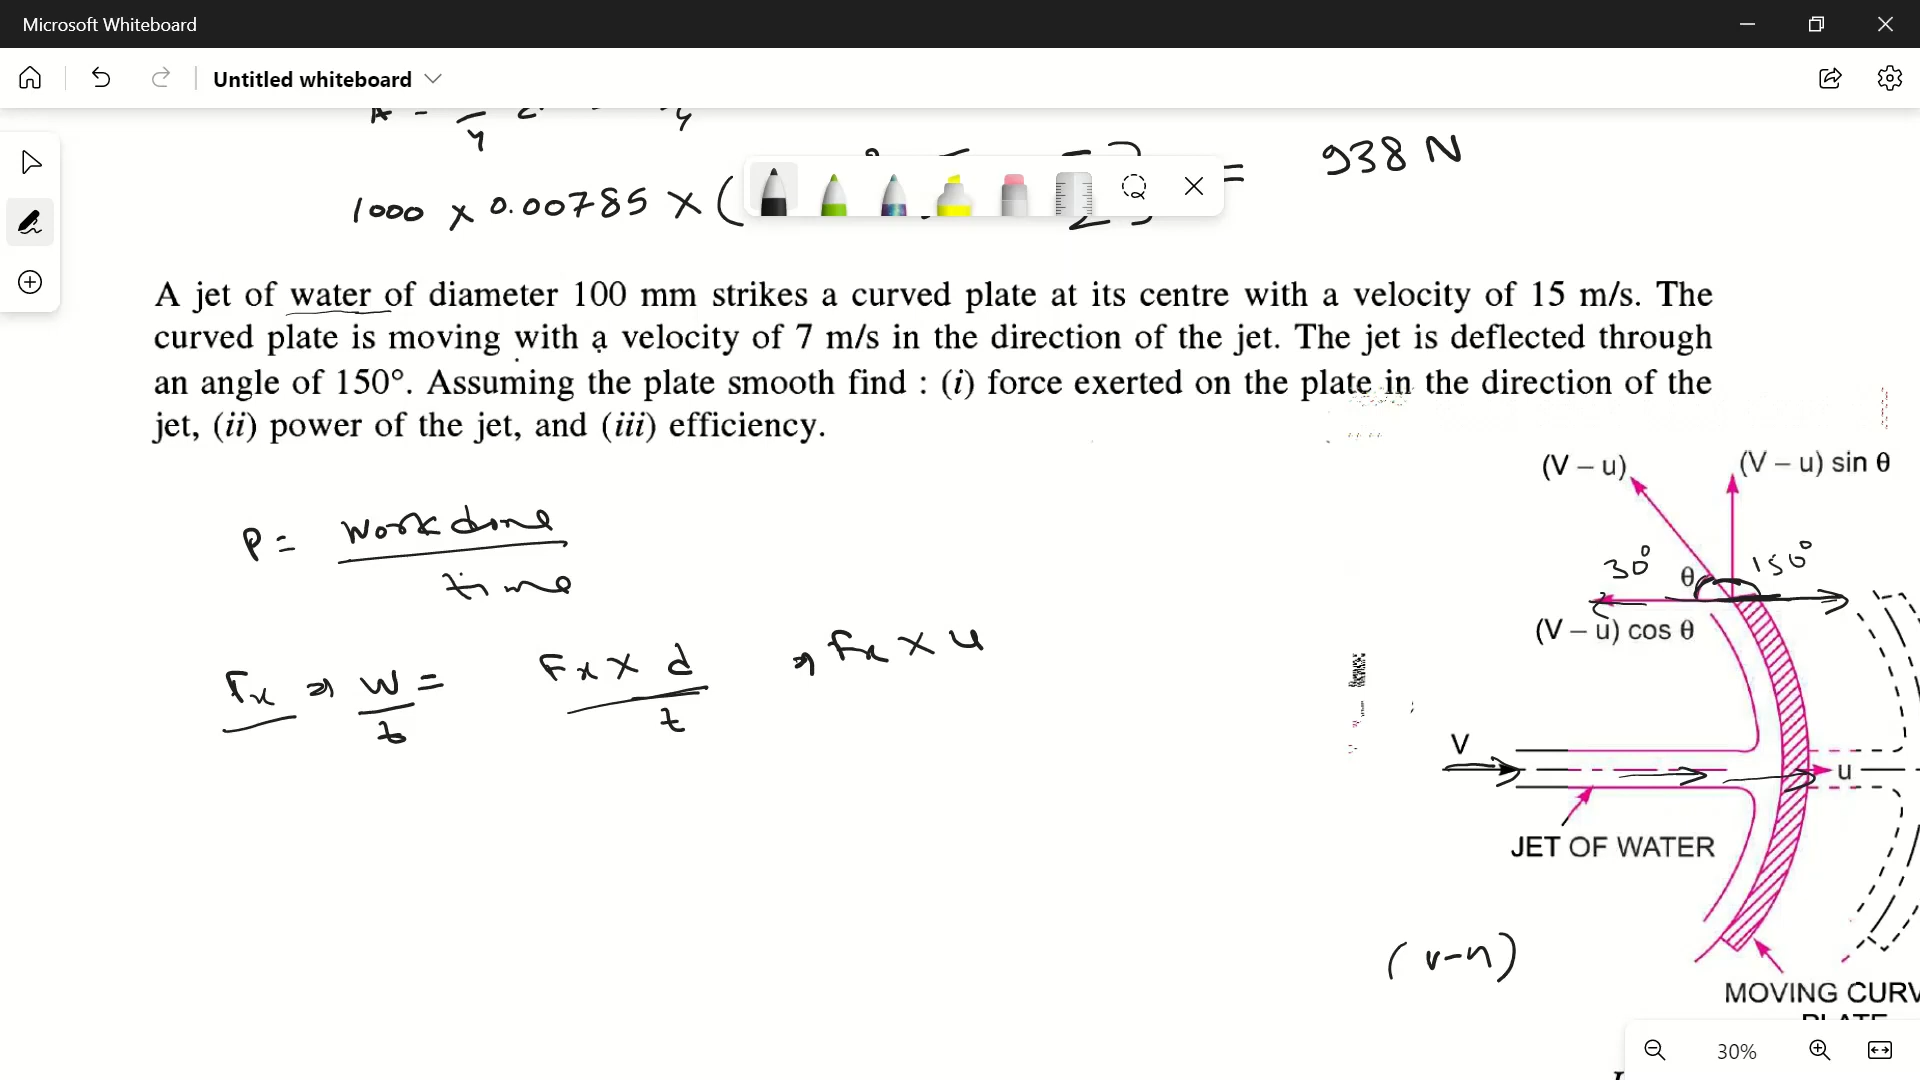 Microsoft Whiteboard
Untitled whiteboard
4 4
1000 × 0.00785 × ( = 938 N
A jet of water of diameter 100 mm strikes a curved plate at its centre with a velocity of 15 m/s. The
curved plate is moving with a velocity of 7 m/s in the direction of the jet. The jet is deflected through
an angle of 150°. Assuming the plate smooth find : (i) force exerted on the plate in the direction of the
jet, (ii) power of the jet, and (iii) efficiency.
(V – u) (V – u) sin θ
P = work done
time
30° θ 150°
(V – u) cos θ
Fx ⇒ W = Fx × d ⇒ Fx × u
t t
V
u
JET OF WATER
(v-u)
MOVING CURV
30%